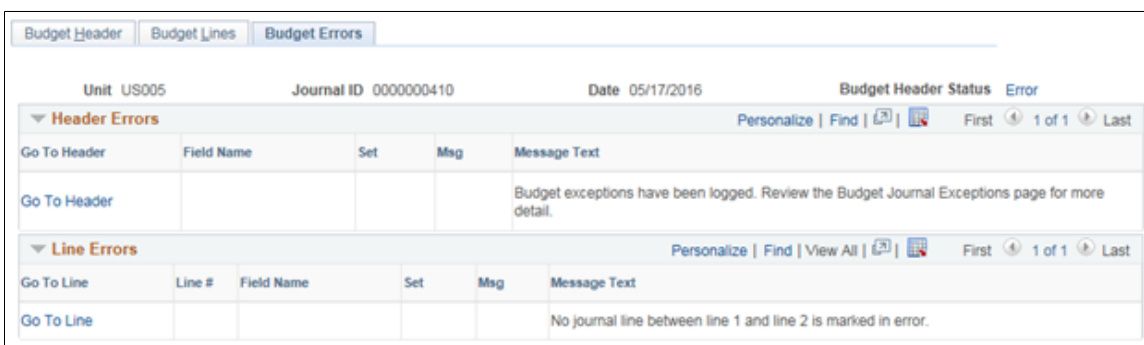 Budget Header Budget Lines Budget Errors
Unit US005 Journal ID 0000000410 Date 05/17/2016 Budget Header Status Error
Header Errors Personalize | Find | | First 1 of 1 Last
Go To Header Field Name Set Msg Message Text
Go To Header Budget exceptions have been logged. Review the Budget Journal Exceptions page for more
detail.
Line Errors Personalize | Find | View All | | First 1 of 1 Last
Go To Line Line # Field Name Set Msg Message Text
Go To Line No journal line between line 1 and line 2 is marked in error.